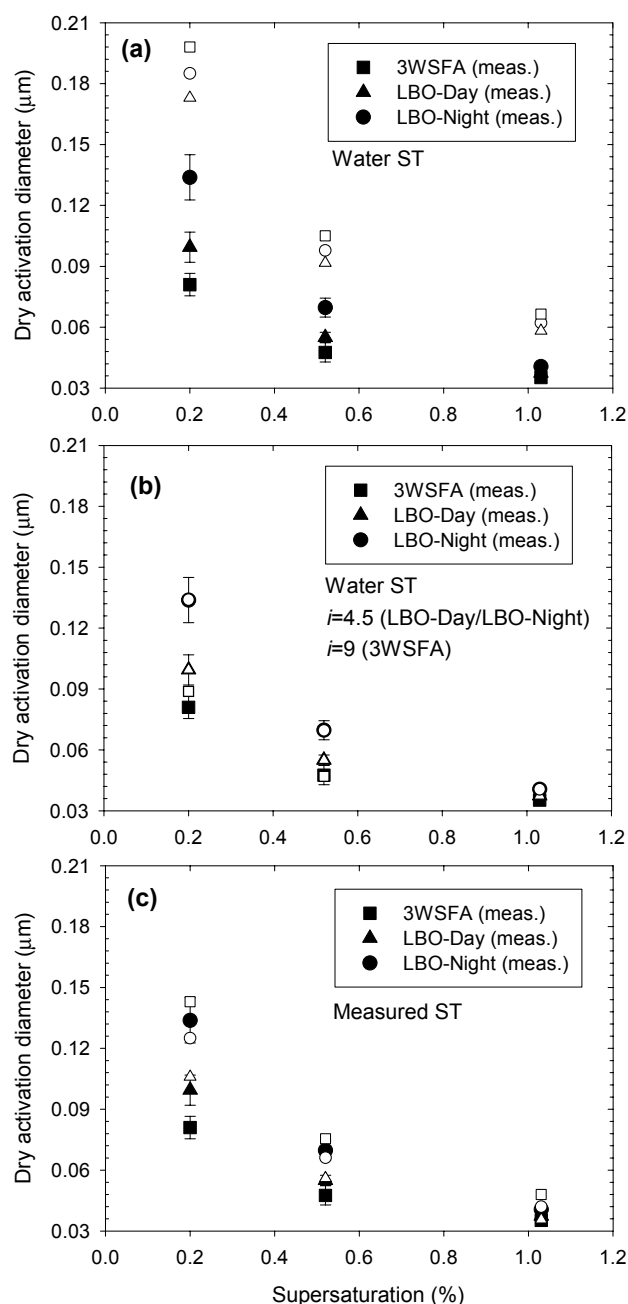 (a)
3WSFA (meas.)
LBO-Day (meas.)
LBO-Night (meas.)
Water ST
Dry activation diameter (μm)
0.21
0.18
0.15
0.12
0.09
0.06
0.03
0.0 0.2 0.4 0.6 0.8 1.0 1.2
(b)
3WSFA (meas.)
LBO-Day (meas.)
LBO-Night (meas.)
Water ST
i=4.5 (LBO-Day/LBO-Night)
i=9 (3WSFA)
Dry activation diameter (μm)
0.21
0.18
0.15
0.12
0.09
0.06
0.03
0.0 0.2 0.4 0.6 0.8 1.0 1.2
(c)
3WSFA (meas.)
LBO-Day (meas.)
LBO-Night (meas.)
Measured ST
Dry activation diameter (μm)
0.21
0.18
0.15
0.12
0.09
0.06
0.03
0.0 0.2 0.4 0.6 0.8 1.0 1.2
Supersaturation (%)